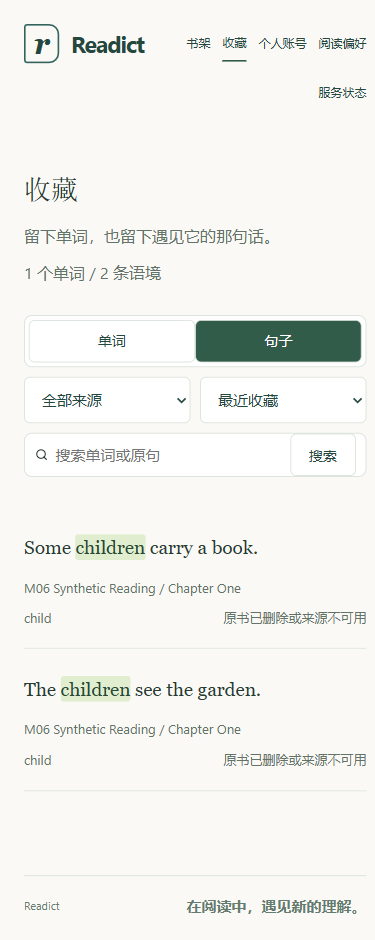 r Readict 书架 收藏 个人账号 阅读偏好
服务状态
收藏
留下单词，也留下遇见它的那句话。
1 个单词 / 2 条语境
单词 句子
全部来源 最近收藏
搜索单词或原句 搜索
Some children carry a book.
M06 Synthetic Reading / Chapter One
child 原书已删除或来源不可用
The children see the garden.
M06 Synthetic Reading / Chapter One
child 原书已删除或来源不可用
Readict 在阅读中，遇见新的理解。